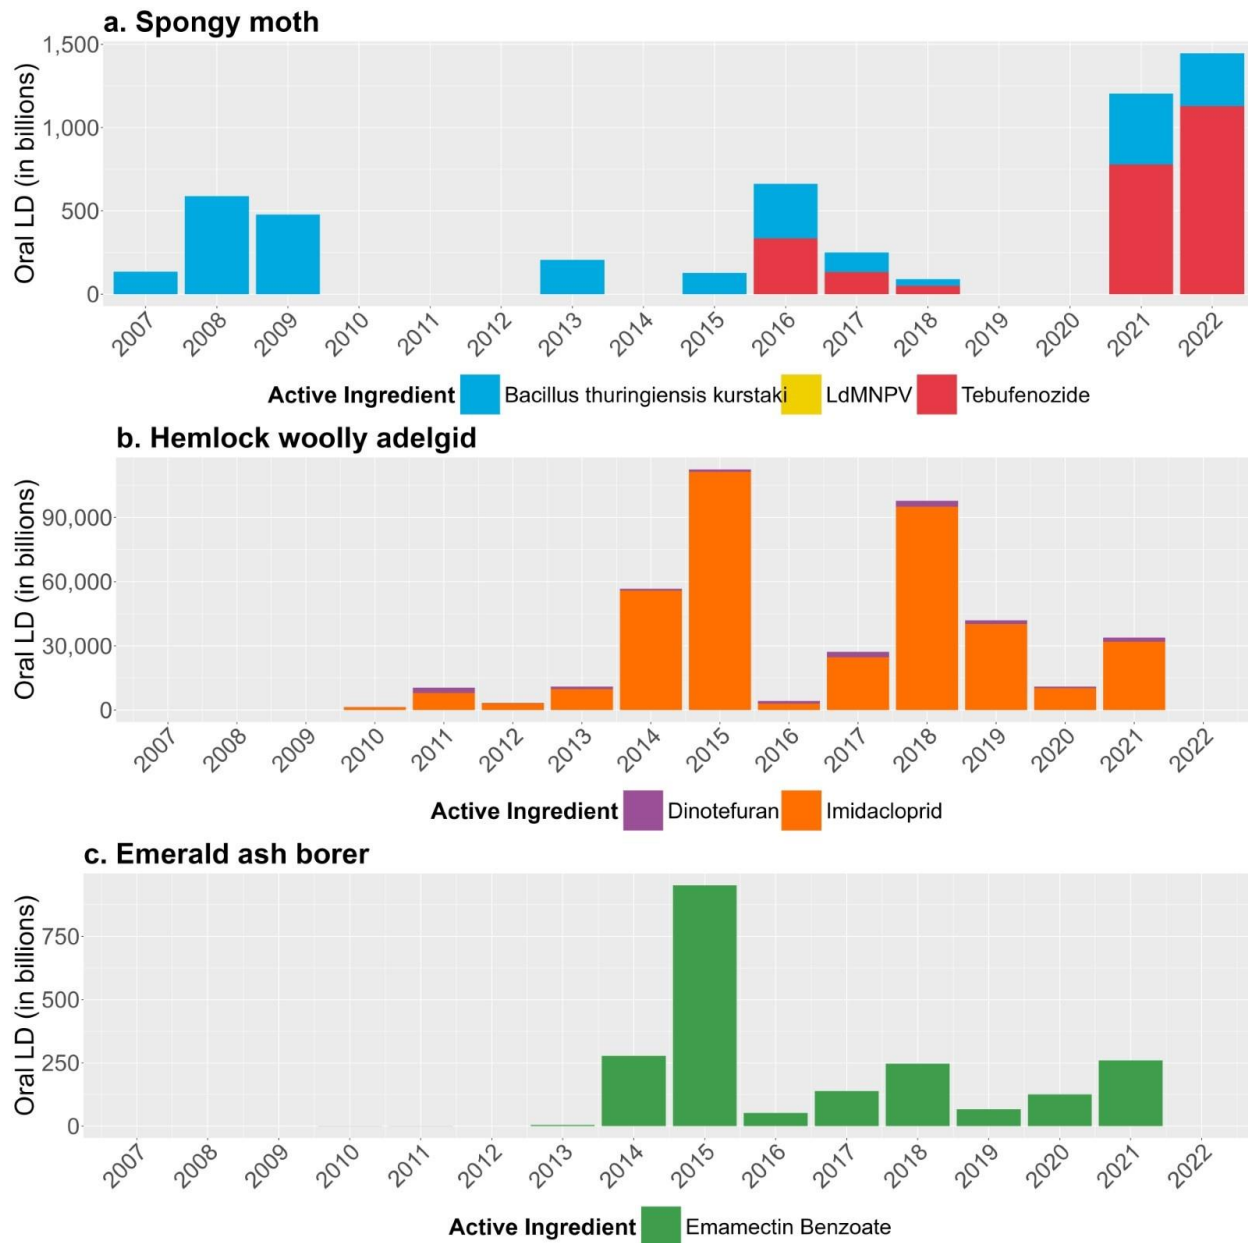 a. Spongy moth
Oral LD (in billions)
1,500
1,000
500
0
2007 2008 2009 2010 2011 2012 2013 2014 2015 2016 2017 2018 2019 2020 2021 2022
Active Ingredient Bacillus thuringiensis kurstaki LdMNPV Tebufenozide
b. Hemlock woolly adelgid
Oral LD (in billions)
90,000
60,000
30,000
0
2007 2008 2009 2010 2011 2012 2013 2014 2015 2016 2017 2018 2019 2020 2021 2022
Active Ingredient Dinotefuran Imidacloprid
c. Emerald ash borer
Oral LD (in billions)
750
500
250
0
2007 2008 2009 2010 2011 2012 2013 2014 2015 2016 2017 2018 2019 2020 2021 2022
Active Ingredient Emamectin Benzoate